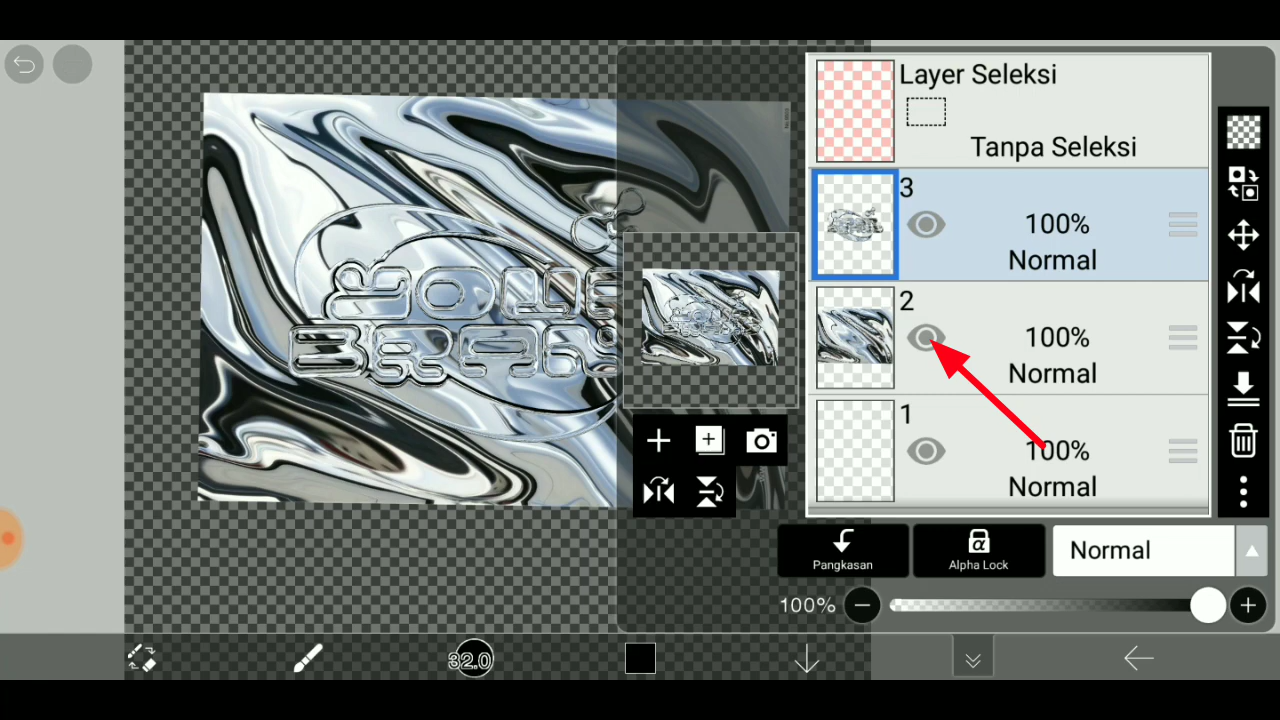 Layer Seleksi
Tanpa Seleksi
3
100%
Normal
2
100%
Normal
1
100%
Normal
YOUR
Pangkasan
Alpha Lock
Normal
100%
32.0